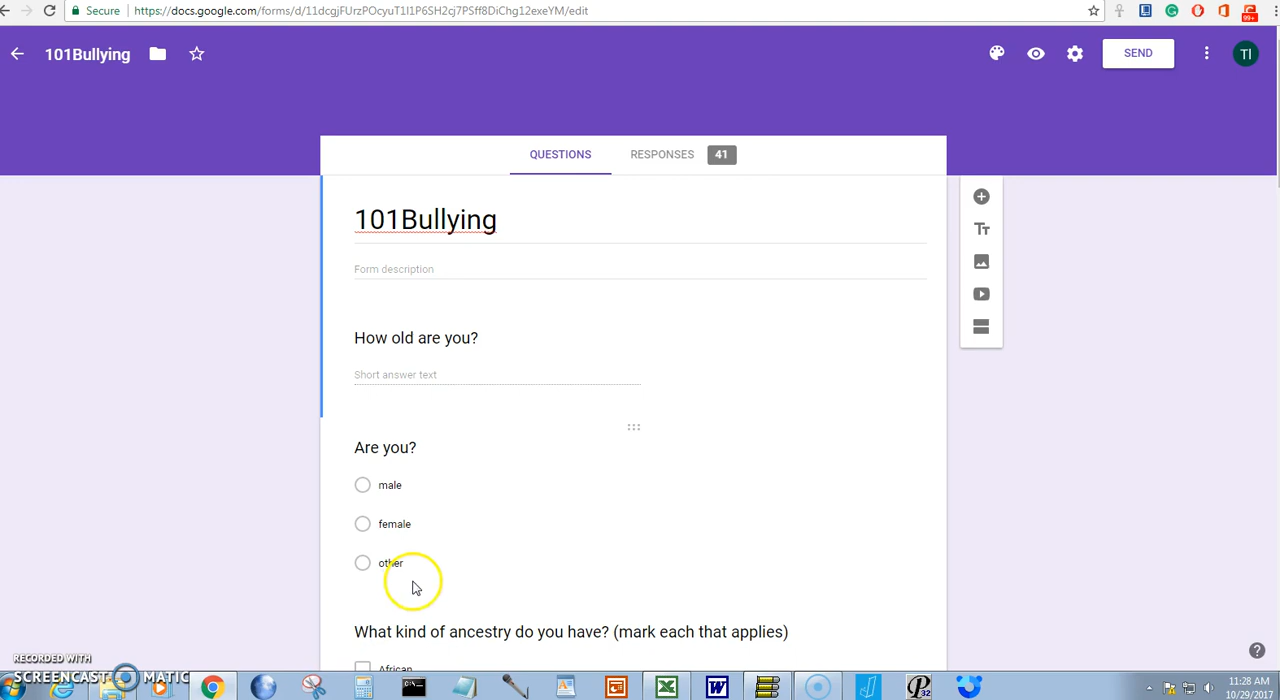 Secure https://docs.google.com/forms/d/11dcgjFUrzPOcyuT1I1P6SH2cj7PSff8DiChg12exeYM/edit
99+
101Bullying
SEND
TI
QUESTIONS RESPONSES 41
101Bullying
Form description
How old are you?
Short answer text
Are you?
male
female
other
What kind of ancestry do you have? (mark each that applies)
African
RECORDED WITH
SCREENCAST MATIC
11:28 AM
10/29/2017